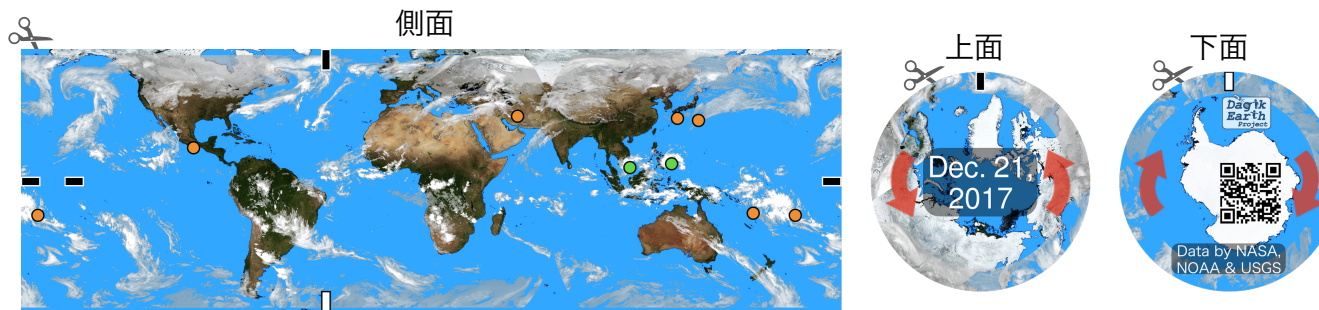 側面
上面
下面
Dagik
Earth
Project
Dec. 21,
2017
Data by NASA,
NOAA & USGS